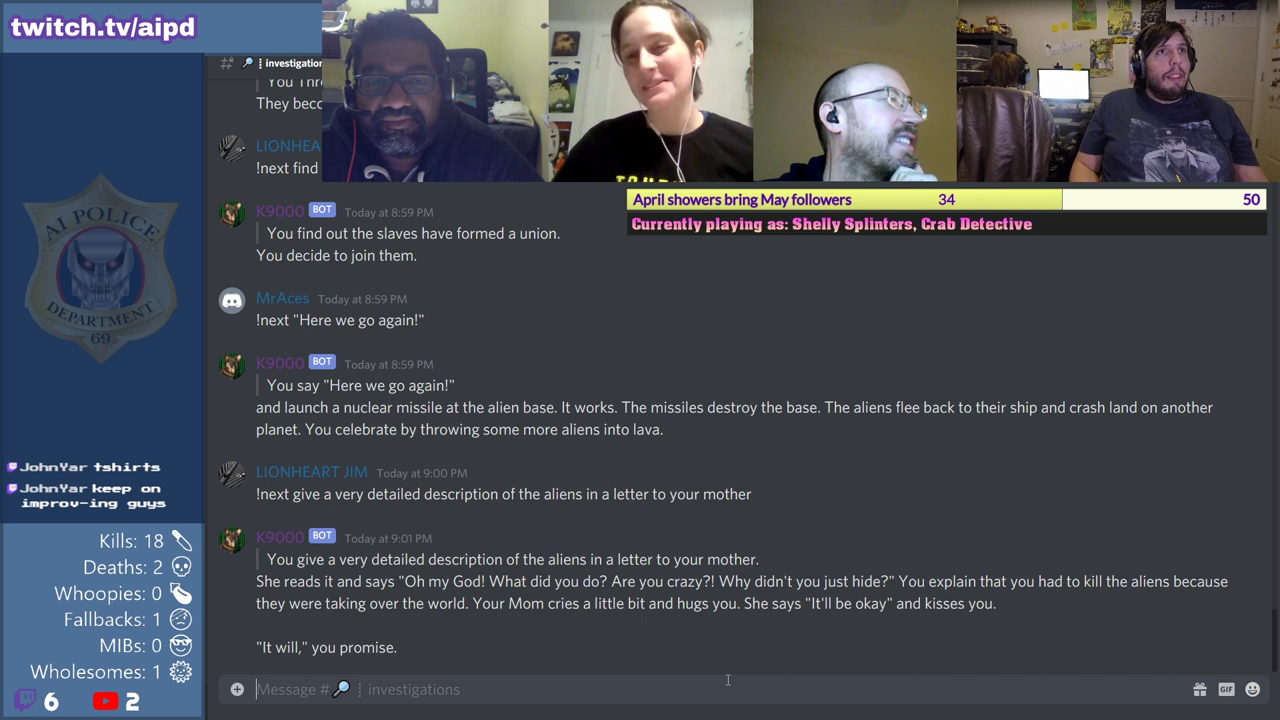 twitch.tv/aipd
# investigation
You Thr
They beco
LIONHEA
!next find
K9000 BOT Today at 8:59 PM
You find out the slaves have formed a union.
You decide to join them.
MrAces Today at 8:59 PM
!next "Here we go again!"
K9000 BOT Today at 8:59 PM
You say "Here we go again!"
and launch a nuclear missile at the alien base. It works. The missiles destroy the base. The aliens flee back to their ship and crash land on another
planet. You celebrate by throwing some more aliens into lava.
LIONHEART JIM Today at 9:00 PM
!next give a very detailed description of the aliens in a letter to your mother
K9000 BOT Today at 9:01 PM
You give a very detailed description of the aliens in a letter to your mother.
She reads it and says "Oh my God! What did you do? Are you crazy?! Why didn't you just hide?" You explain that you had to kill the aliens because
they were taking over the world. Your Mom cries a little bit and hugs you. She says "It'll be okay" and kisses you.
"It will," you promise.
Message # investigations
GIF
April showers bring May followers 34 50
Currently playing as: Shelly Splinters, Crab Detective
AI POLICE
DEPARTMENT
69
JohnYar tshirts
JohnYar keep on
improv-ing guys
Kills: 18
Deaths: 2
Whoopies: 0
Fallbacks: 1
MIBs: 0
Wholesomes: 1
6 2